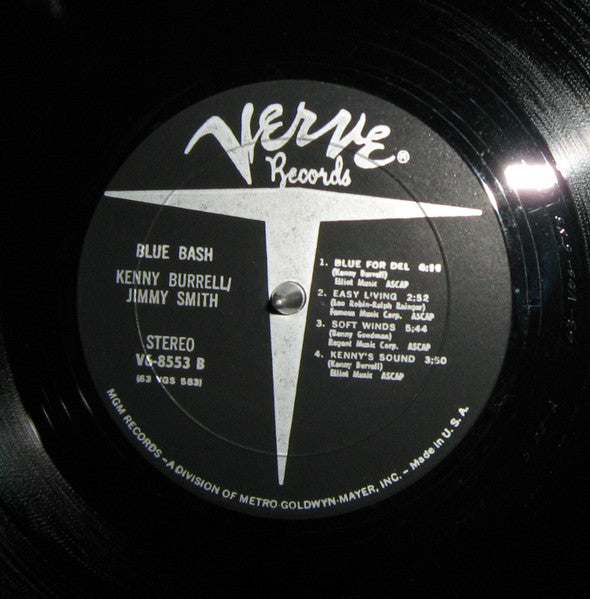 VERVE®
Records
BLUE BASH
KENNY BURRELL/
JIMMY SMITH
STEREO
V6-8553 B
(63 VGS 583)
1. BLUE FOR DEL
(Kenny Burrell)
Elliot Music ASCAP
2. EASY LIVING 2:52
(Leo Robin-Ralph Rainger)
Famous Music Corp. ASCAP
3. SOFT WINDS 5:44
(Benny Goodman)
Regent Music Corp. ASCAP
4. KENNY'S SOUND 3:50
(Kenny Burrell)
Elliot Music ASCAP
MGM RECORDS – A DIVISION OF METRO GOLDWYN-MAYER, INC. – Made in U.S.A.